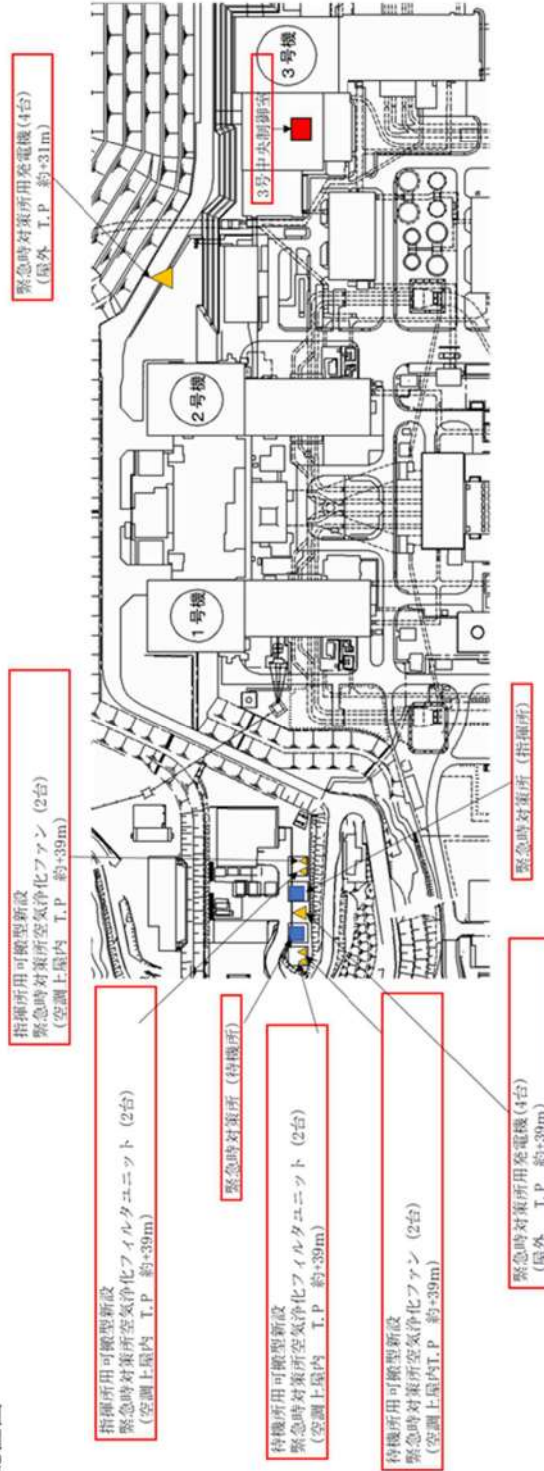 指揮所用可搬型新設
緊急時対策所空気浄化フィルタユニット (2台)
(空調上屋内 T.P 約+39m)
指揮所用可搬型新設
緊急時対策所空気浄化ファン (2台)
(空調上屋内 T.P 約+39m)
緊急時対策所用発電機(4台)
(屋外 T.P 約+31m)
緊急時対策所 (待機所)
待機所用可搬型新設
緊急時対策所空気浄化フィルタユニット (2台)
(空調上屋内 T.P 約+39m)
待機所用可搬型新設
緊急時対策所空気浄化ファン (2台)
(空調上屋内T.P 約+39m)
緊急時対策所用発電機(4台)
(屋外 T.P 約+39m)
緊急時対策所 (指揮所)
1号機
2号機
3号機
3号中央制御室